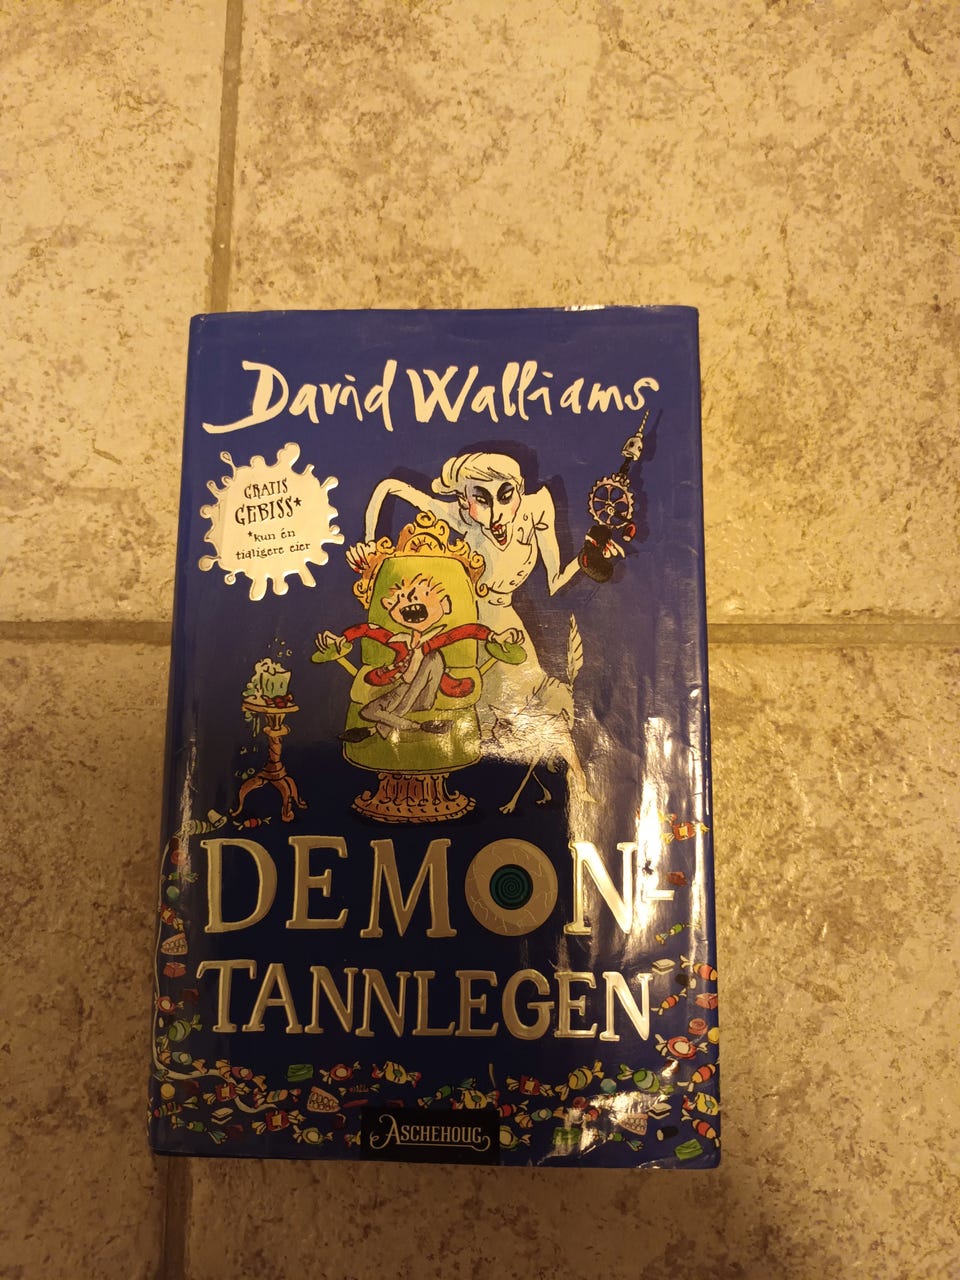 David Walliams
GRATIS
GEBISS*
*kun én
tidligere eier
DEMON-
TANNLEGEN
ASCHEHOUG